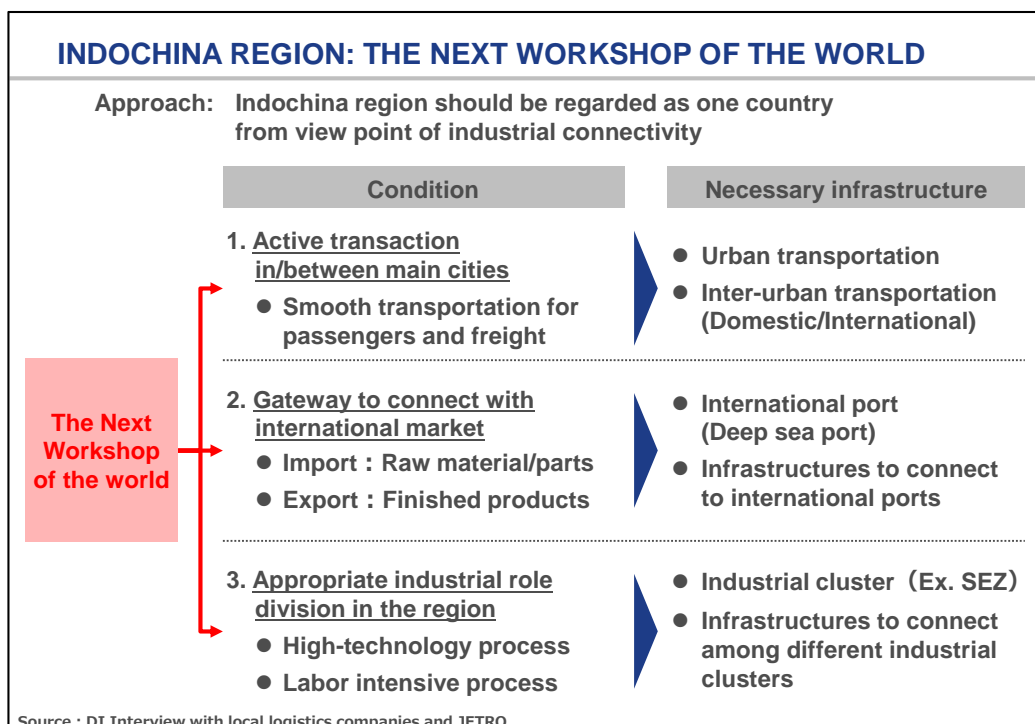 INDOCHINA REGION: THE NEXT WORKSHOP OF THE WORLD
Approach: Indochina region should be regarded as one country
from view point of industrial connectivity
Condition
Necessary infrastructure
The Next
Workshop
of the world
1. Active transaction
in/between main cities
● Smooth transportation for
passengers and freight
● Urban transportation
● Inter-urban transportation
(Domestic/International)
2. Gateway to connect with
international market
● Import：Raw material/parts
● Export：Finished products
● International port
(Deep sea port)
● Infrastructures to connect
to international ports
3. Appropriate industrial role
division in the region
● High-technology process
● Labor intensive process
● Industrial cluster（Ex. SEZ）
● Infrastructures to connect
among different industrial
clusters
Source：DI Interview with local logistics companies and JETRO